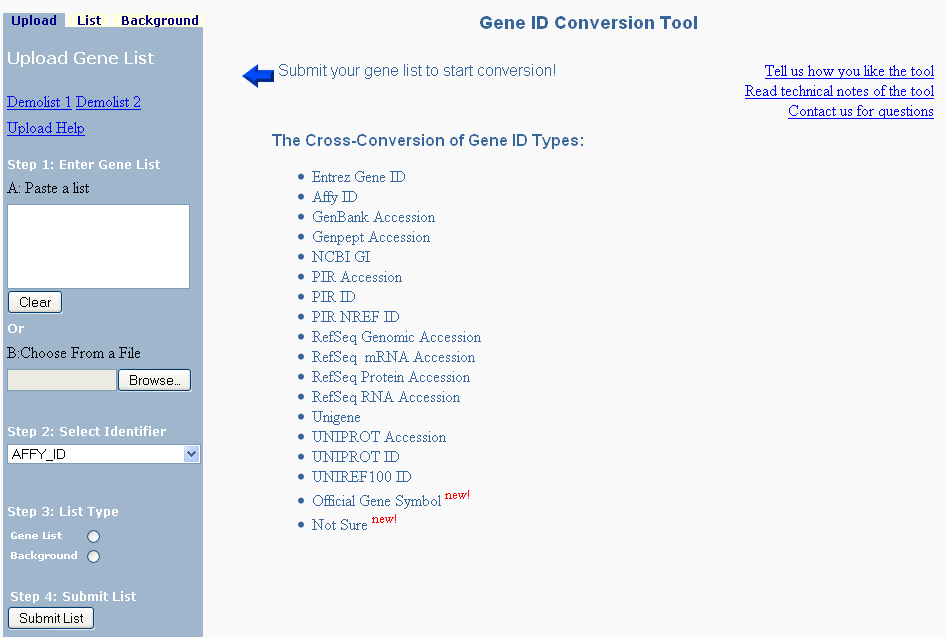 Upload List Background
Upload Gene List
Demolist 1 Demolist 2
Upload Help
Step 1: Enter Gene List
A: Paste a list
Clear
Or
B:Choose From a File
Browse...
Step 2: Select Identifier
AFFY_ID
Step 3: List Type
Gene List
Background
Step 4: Submit List
Submit List
Gene ID Conversion Tool
Submit your gene list to start conversion!
Tell us how you like the tool
Read technical notes of the tool
Contact us for questions
The Cross-Conversion of Gene ID Types:
Entrez Gene ID
Affy ID
GenBank Accession
Genpept Accession
NCBI GI
PIR Accession
PIR ID
PIR NREF ID
RefSeq Genomic Accession
RefSeq mRNA Accession
RefSeq Protein Accession
RefSeq RNA Accession
Unigene
UNIPROT Accession
UNIPROT ID
UNIREF100 ID
Official Gene Symbol new!
Not Sure new!